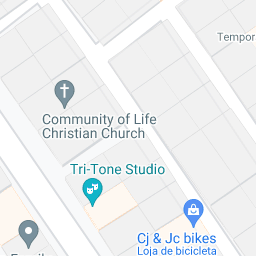 Tempor
Community of Life
Christian Church
Tri-Tone Studio
Cj & Jc bikes
Loja de bicicleta